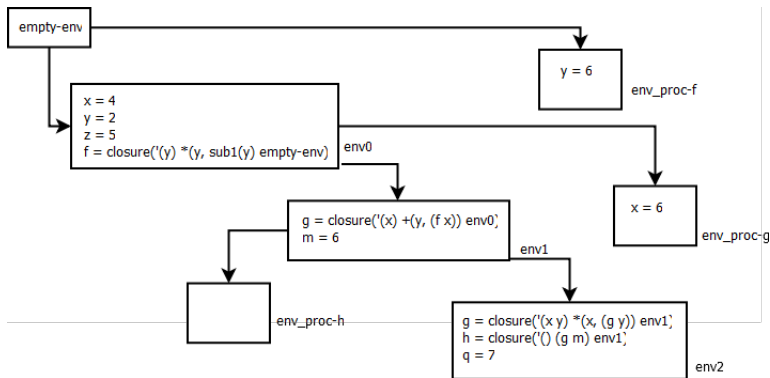 empty-env
y = 6
env_proc-f
x = 4
y = 2
z = 5
f = closure('(y) *(y, sub1(y) empty-env)
env0
x = 6
env_proc-g
g = closure('(x) +(y, (f x)) env0)
m = 6
env1
env_proc-h
g = closure('(x y) *(x, (g y)) env1)
h = closure('() (g m) env1)
q = 7
env2